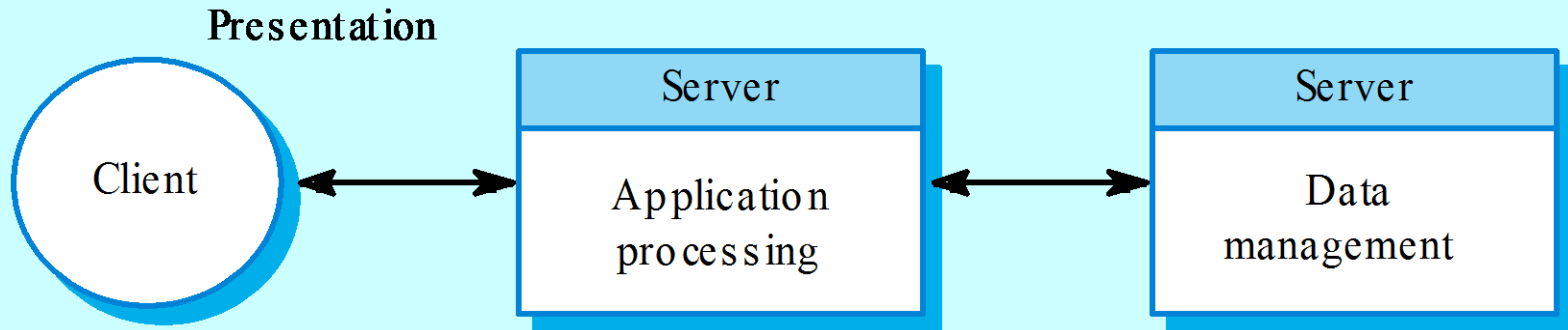 Presentation
Client
Server
Application
processing
Server
Data
management